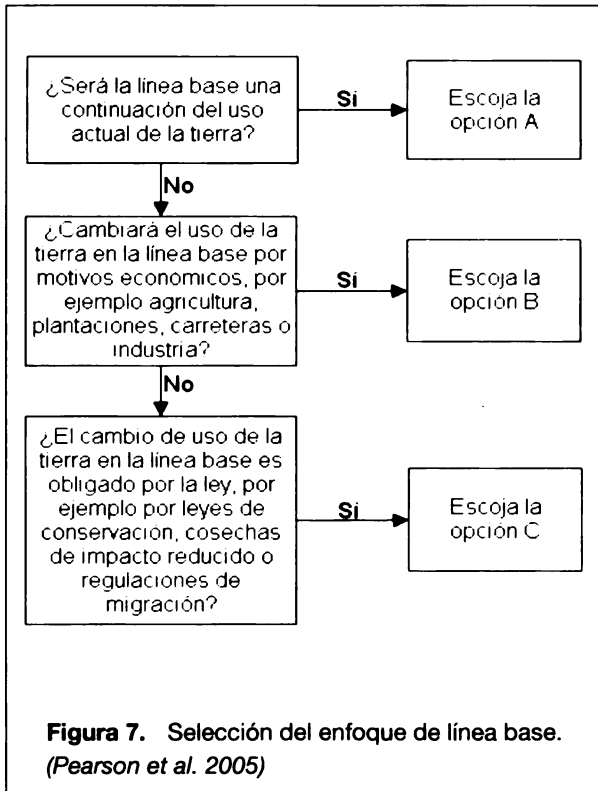 ¿Será la línea base una
continuación del uso
actual de la tierra?
Sí
Escoja la
opción A
No
¿Cambiará el uso de la
tierra en la línea base por
motivos económicos, por
ejemplo agricultura,
plantaciones, carreteras o
industria?
Sí
Escoja la
opción B
No
¿El cambio de uso de la
tierra en la línea base es
obligado por la ley, por
ejemplo por leyes de
conservación, cosechas
de impacto reducido o
regulaciones de
migración?
Sí
Escoja la
opción C
Figura 7. Selección del enfoque de línea base.
(Pearson et al. 2005)